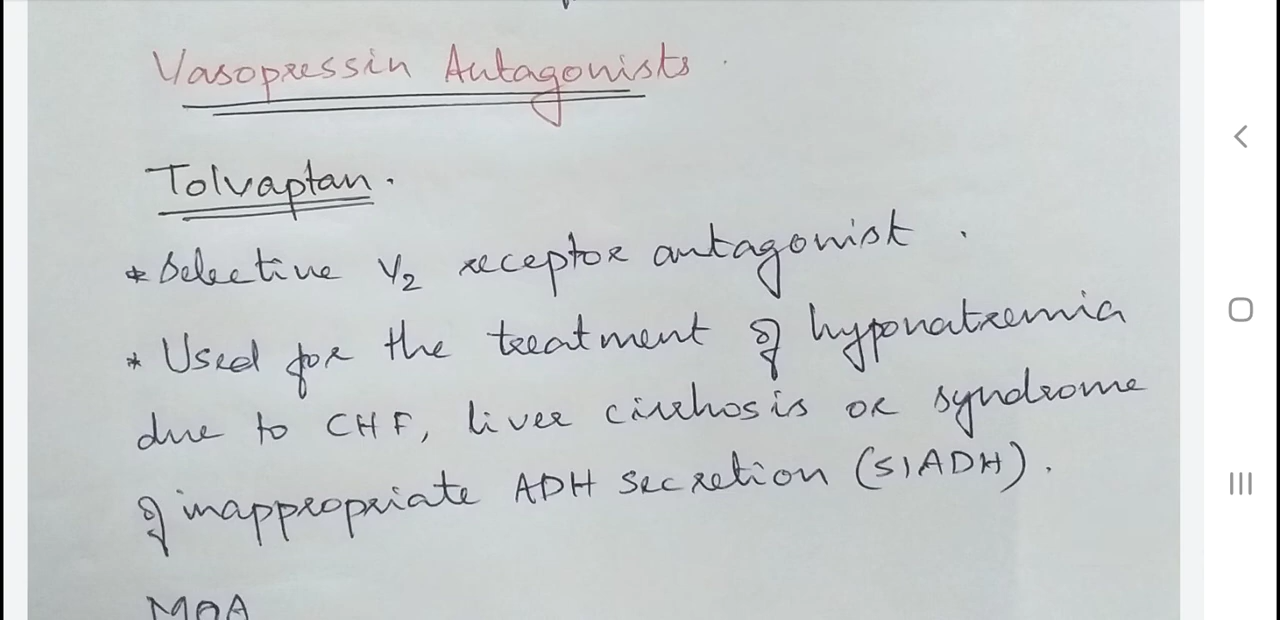 Vasopressin Antagonists
Tolvaptan.
* Selective V2 receptor antagonist.
* Used for the treatment of hyponatremia
due to CHF, liver cirrhosis or syndrome
of inappropriate ADH secretion (SIADH).
MOA